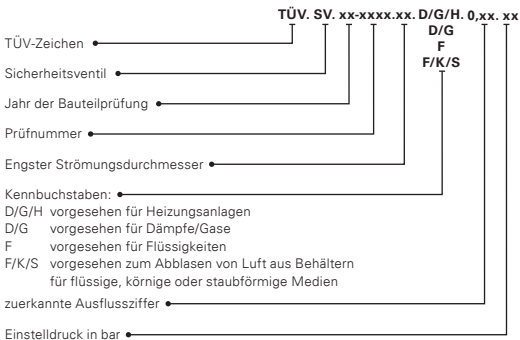 TÜV. SV. xx-xxxx.xx. D/G/H. 0,xx. xx
D/G
F
F/K/S
TÜV-Zeichen
Sicherheitsventil
Jahr der Bauteilprüfung
Prüfnummer
Engster Strömungsdurchmesser
Kennbuchstaben:
D/G/H vorgesehen für Heizungsanlagen
D/G vorgesehen für Dämpfe/Gase
F vorgesehen für Flüssigkeiten
F/K/S vorgesehen zum Abblasen von Luft aus Behältern
für flüssige, körnige oder staubförmige Medien
zuerkannte Ausflussziffer
Einstelldruck in bar